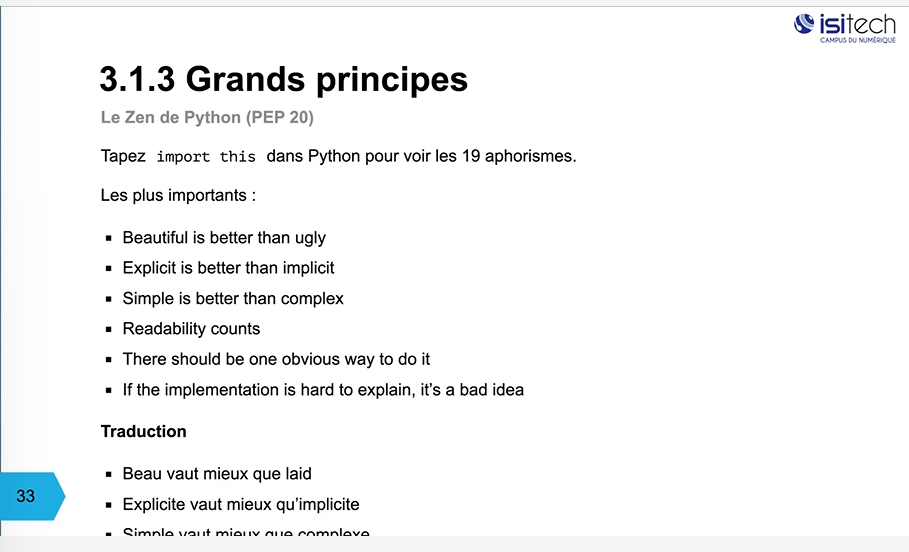 isitech
CAMPUS DU NUMÉRIQUE
3.1.3 Grands principes
Le Zen de Python (PEP 20)
Tapez import this dans Python pour voir les 19 aphorismes.
Les plus importants :
▪ Beautiful is better than ugly
▪ Explicit is better than implicit
▪ Simple is better than complex
▪ Readability counts
▪ There should be one obvious way to do it
▪ If the implementation is hard to explain, it’s a bad idea
Traduction
▪ Beau vaut mieux que laid
33
▪ Explicite vaut mieux qu’implicite
▪ Simple vaut mieux que complexe